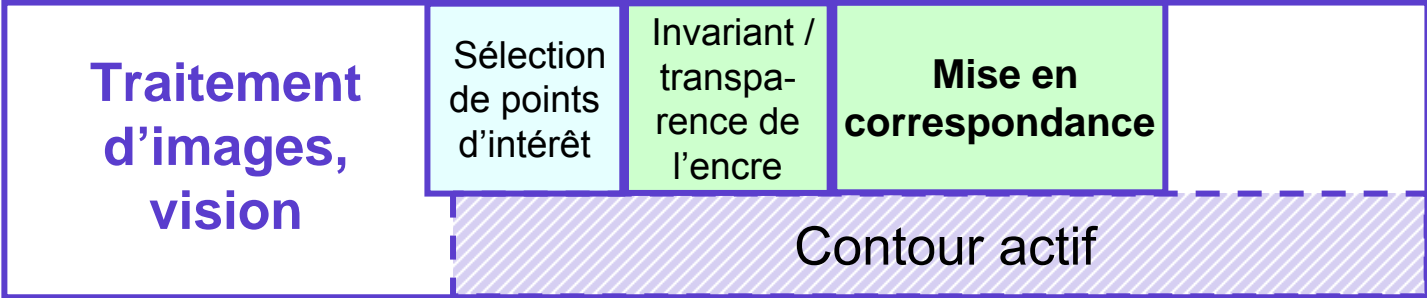 Traitement
d'images,
vision
Sélection
de points
d'intérêt
Invariant /
transpa-
rence de
l'encre
Mise en
correspondance
Contour actif